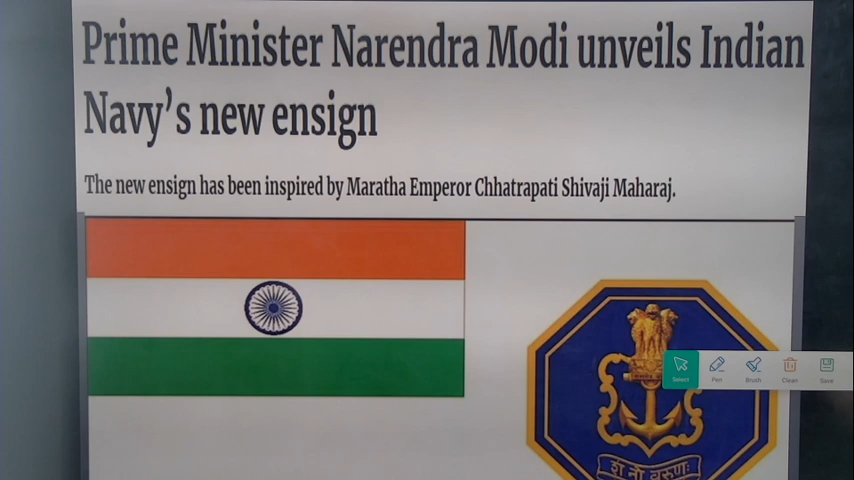 Prime Minister Narendra Modi unveils Indian
Navy's new ensign
The new ensign has been inspired by Maratha Emperor Chhatrapati Shivaji Maharaj.
Select Pen Brush Clean Save
शं नो वरुणः